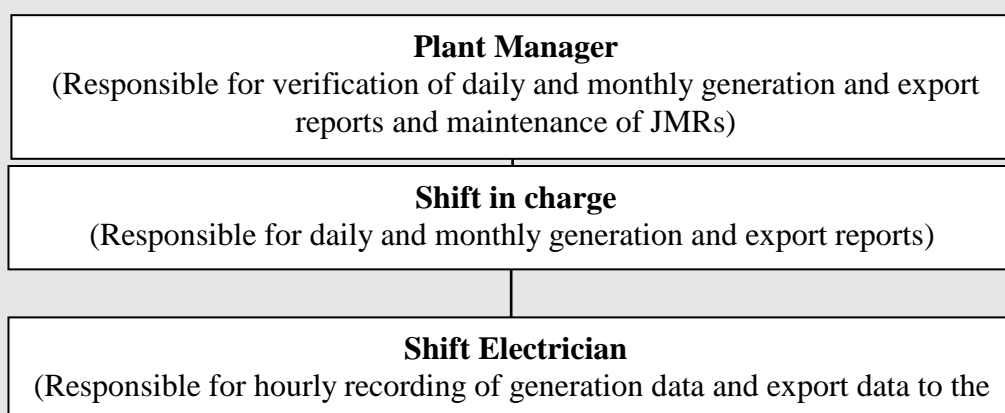 Plant Manager
(Responsible for verification of daily and monthly generation and export
reports and maintenance of JMRs)
Shift in charge
(Responsible for daily and monthly generation and export reports)
Shift Electrician
(Responsible for hourly recording of generation data and export data to the